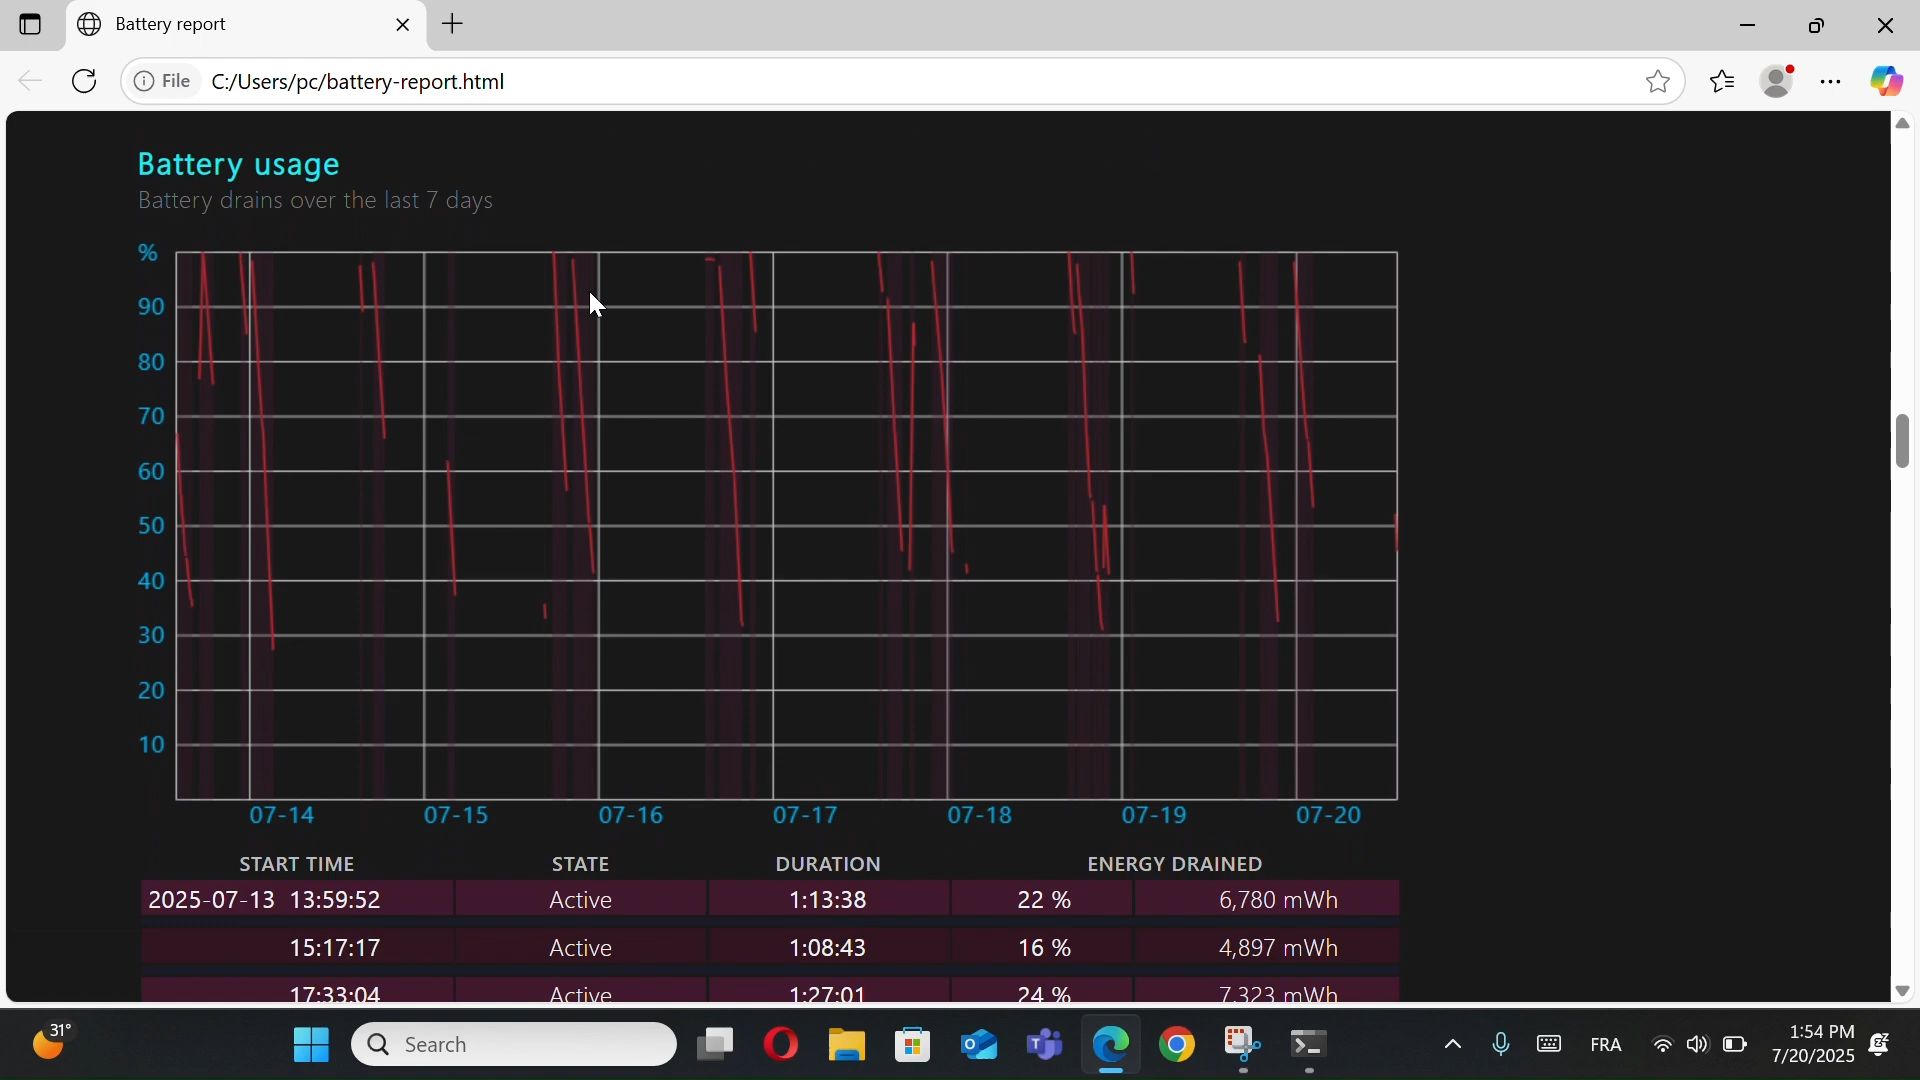 Battery report
File C:/Users/pc/battery-report.html
Battery usage
Battery drains over the last 7 days
%
90
80
70
60
50
40
30
20
10
07-14 07-15 07-16 07-17 07-18 07-19 07-20
START TIME STATE DURATION ENERGY DRAINED
2025-07-13 13:59:52 Active 1:13:38 22 % 6,780 mWh
15:17:17 Active 1:08:43 16 % 4,897 mWh
17:33:04 Active 1:27:01 24 % 7,323 mWh
31°
Search
FRA
1:54 PM
7/20/2025